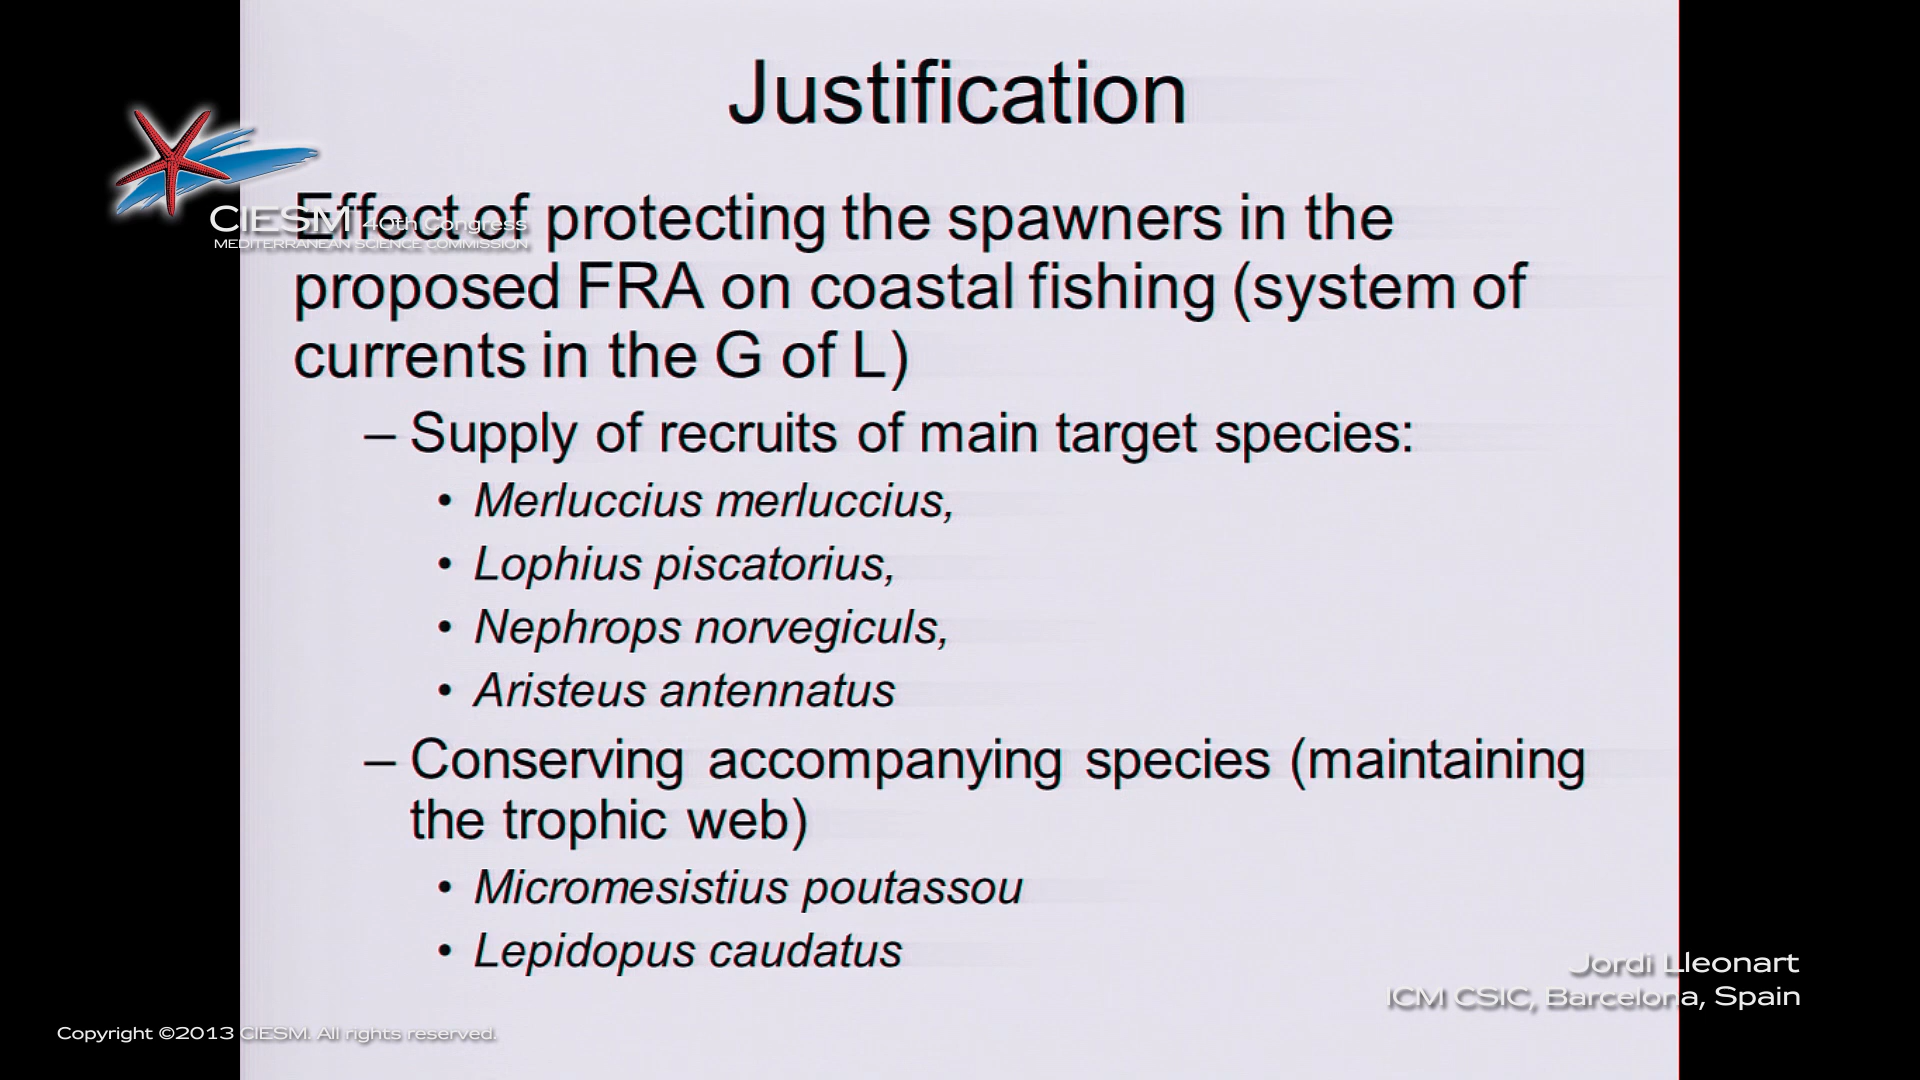 Justification
Effect of protecting the spawners in the
proposed FRA on coastal fishing (system of
currents in the G of L)
– Supply of recruits of main target species:
• Merluccius merluccius,
• Lophius piscatorius,
• Nephrops norvegiculs,
• Aristeus antennatus
– Conserving accompanying species (maintaining
the trophic web)
• Micromesistius poutassou
• Lepidopus caudatus
CIESM 40th Congress
MEDITERRANEAN SCIENCE COMMISSION
Jordi Lleonart
ICM CSIC, Barcelona, Spain
Copyright ©2013 CIESM. All rights reserved.